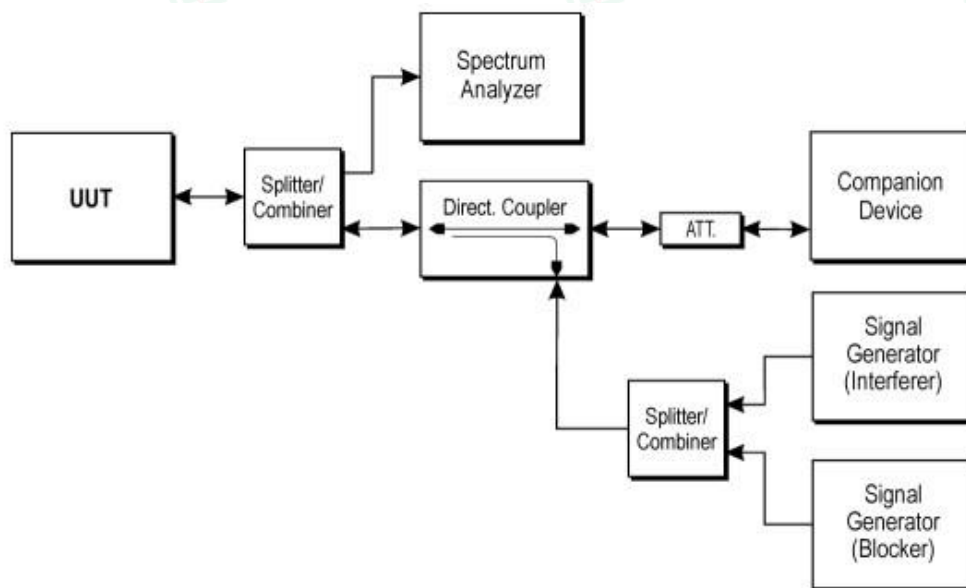 Spectrum
Analyzer
UUT
Splitter/
Combiner
Direct. Coupler
ATT.
Companion
Device
Signal
Generator
(Interferer)
Splitter/
Combiner
Signal
Generator
(Blocker)